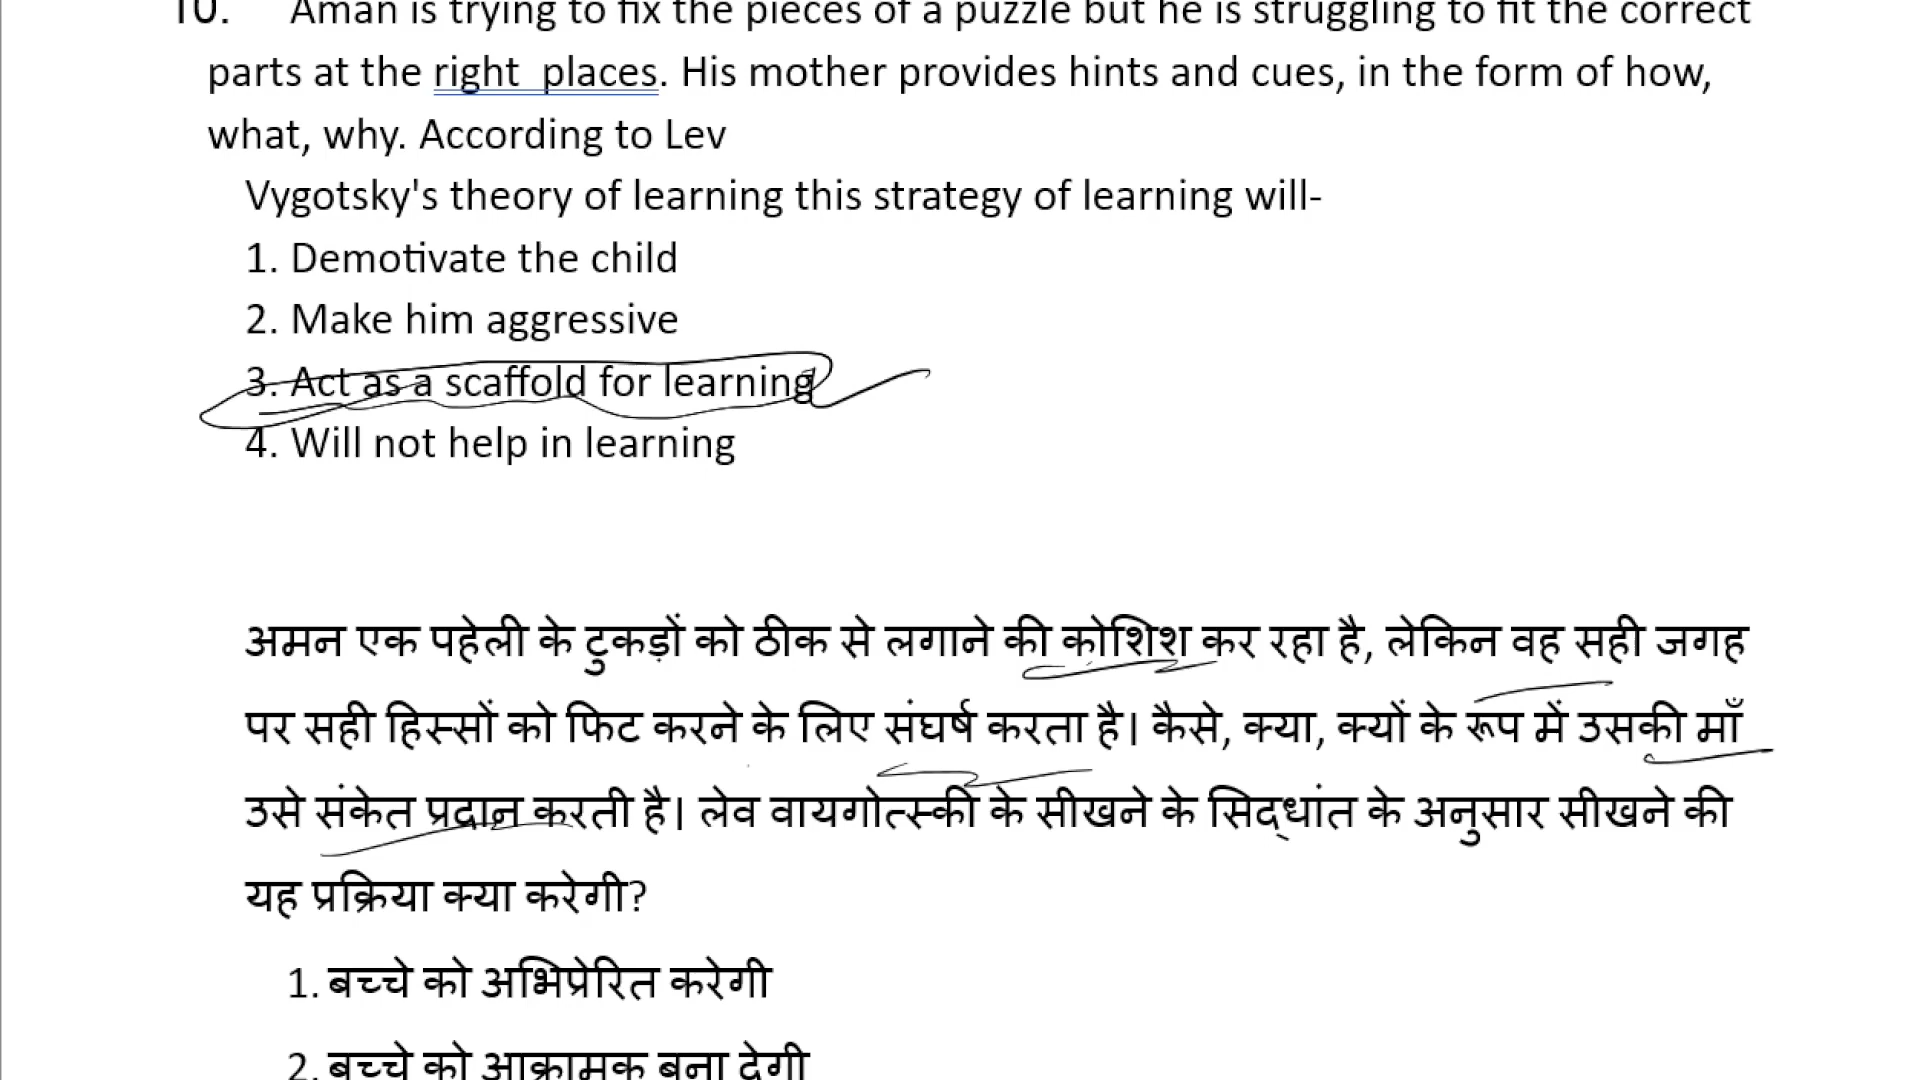 10. Aman is trying to fix the pieces of a puzzle but he is struggling to fit the correct
parts at the right places. His mother provides hints and cues, in the form of how,
what, why. According to Lev
Vygotsky's theory of learning this strategy of learning will-
1. Demotivate the child
2. Make him aggressive
3. Act as a scaffold for learning
4. Will not help in learning
अमन एक पहेली के टुकड़ों को ठीक से लगाने की कोशिश कर रहा है, लेकिन वह सही जगह
पर सही हिस्सों को फिट करने के लिए संघर्ष करता है। कैसे, क्या, क्यों के रूप में उसकी माँ
उसे संकेत प्रदान करती है। लेव वायगोत्स्की के सीखने के सिद्धांत के अनुसार सीखने की
यह प्रक्रिया क्या करेगी?
1. बच्चे को अभिप्रेरित करेगी
2. बच्चे को आक्रामक बना देगी